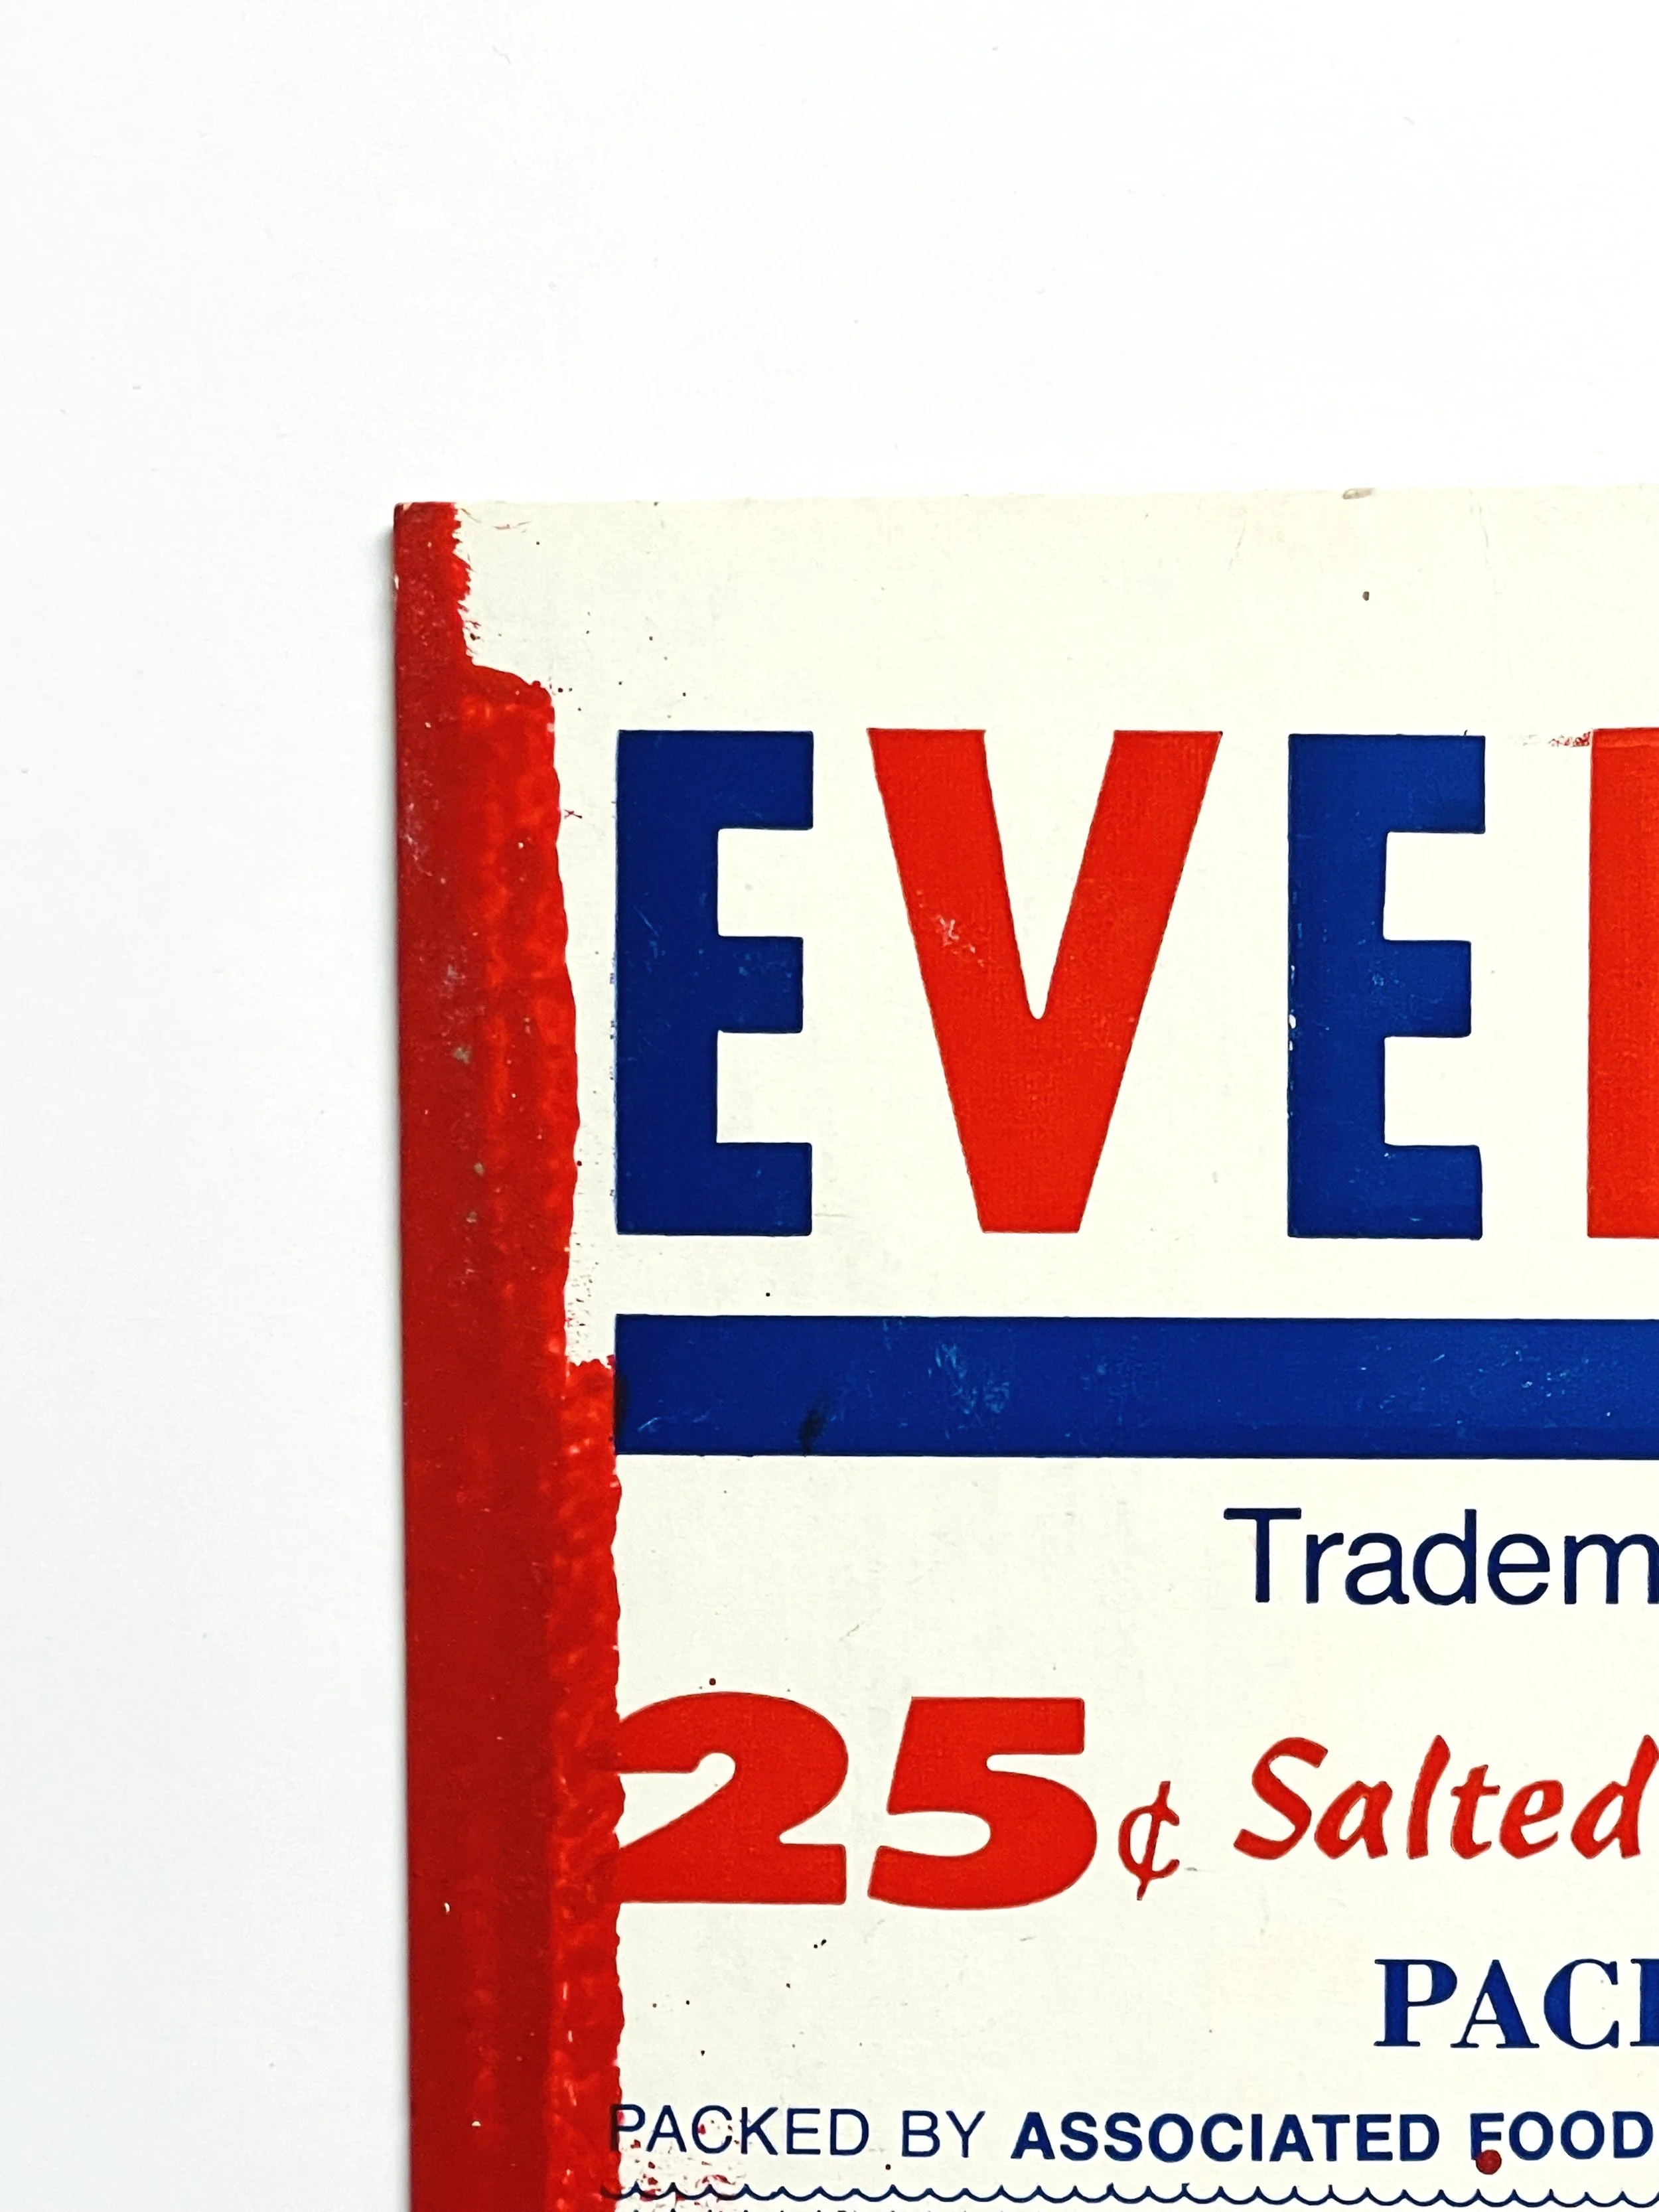 EVE
Tradem
25¢ Salted
PAC
PACKED BY ASSOCIATED FOOD